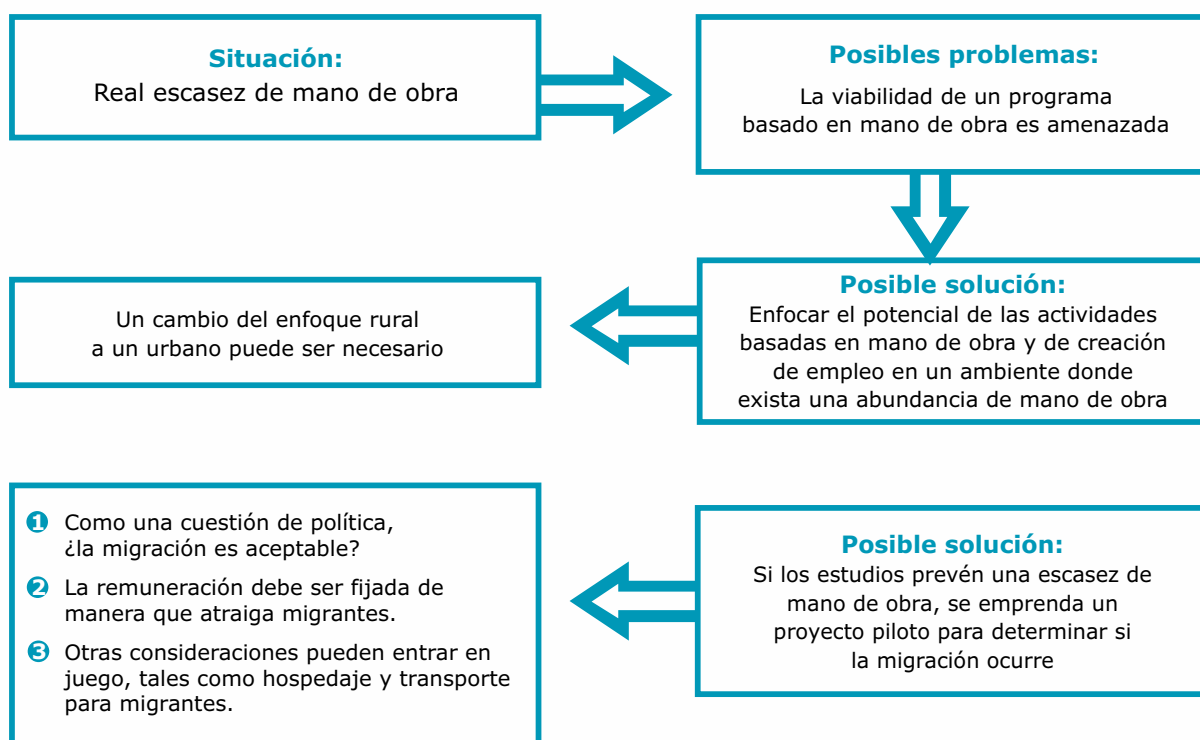 Situación:
Real escasez de mano de obra
Posibles problemas:
La viabilidad de un programa
basado en mano de obra es amenazada
Posible solución:
Enfocar el potencial de las actividades
basadas en mano de obra y de creación
de empleo en un ambiente donde
exista una abundancia de mano de obra
Un cambio del enfoque rural
a un urbano puede ser necesario
Posible solución:
Si los estudios prevén una escasez de
mano de obra, se emprenda un
proyecto piloto para determinar si
la migración ocurre
1 Como una cuestión de política,
¿la migración es aceptable?
2 La remuneración debe ser fijada de
manera que atraiga migrantes.
3 Otras consideraciones pueden entrar en
juego, tales como hospedaje y transporte
para migrantes.